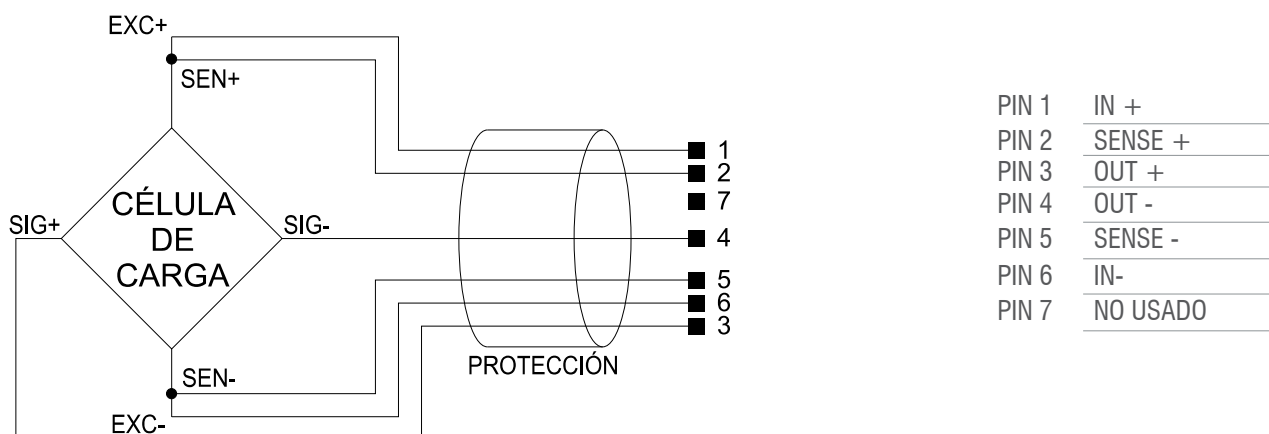 EXC+
SEN+
CÉLULA
DE
CARGA
SIG+
SIG-
SEN-
EXC-
PROTECCIÓN
1
2
7
4
5
6
3
PIN 1 IN +
PIN 2 SENSE +
PIN 3 OUT +
PIN 4 OUT -
PIN 5 SENSE -
PIN 6 IN-
PIN 7 NO USADO